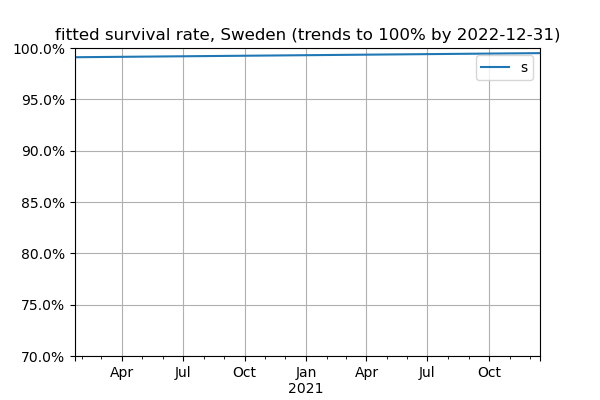 fitted survival rate, Sweden (trends to 100% by 2022-12-31)
100.0%
s
95.0%
90.0%
85.0%
80.0%
75.0%
70.0%
Apr Jul Oct Jan Apr Jul Oct
2021